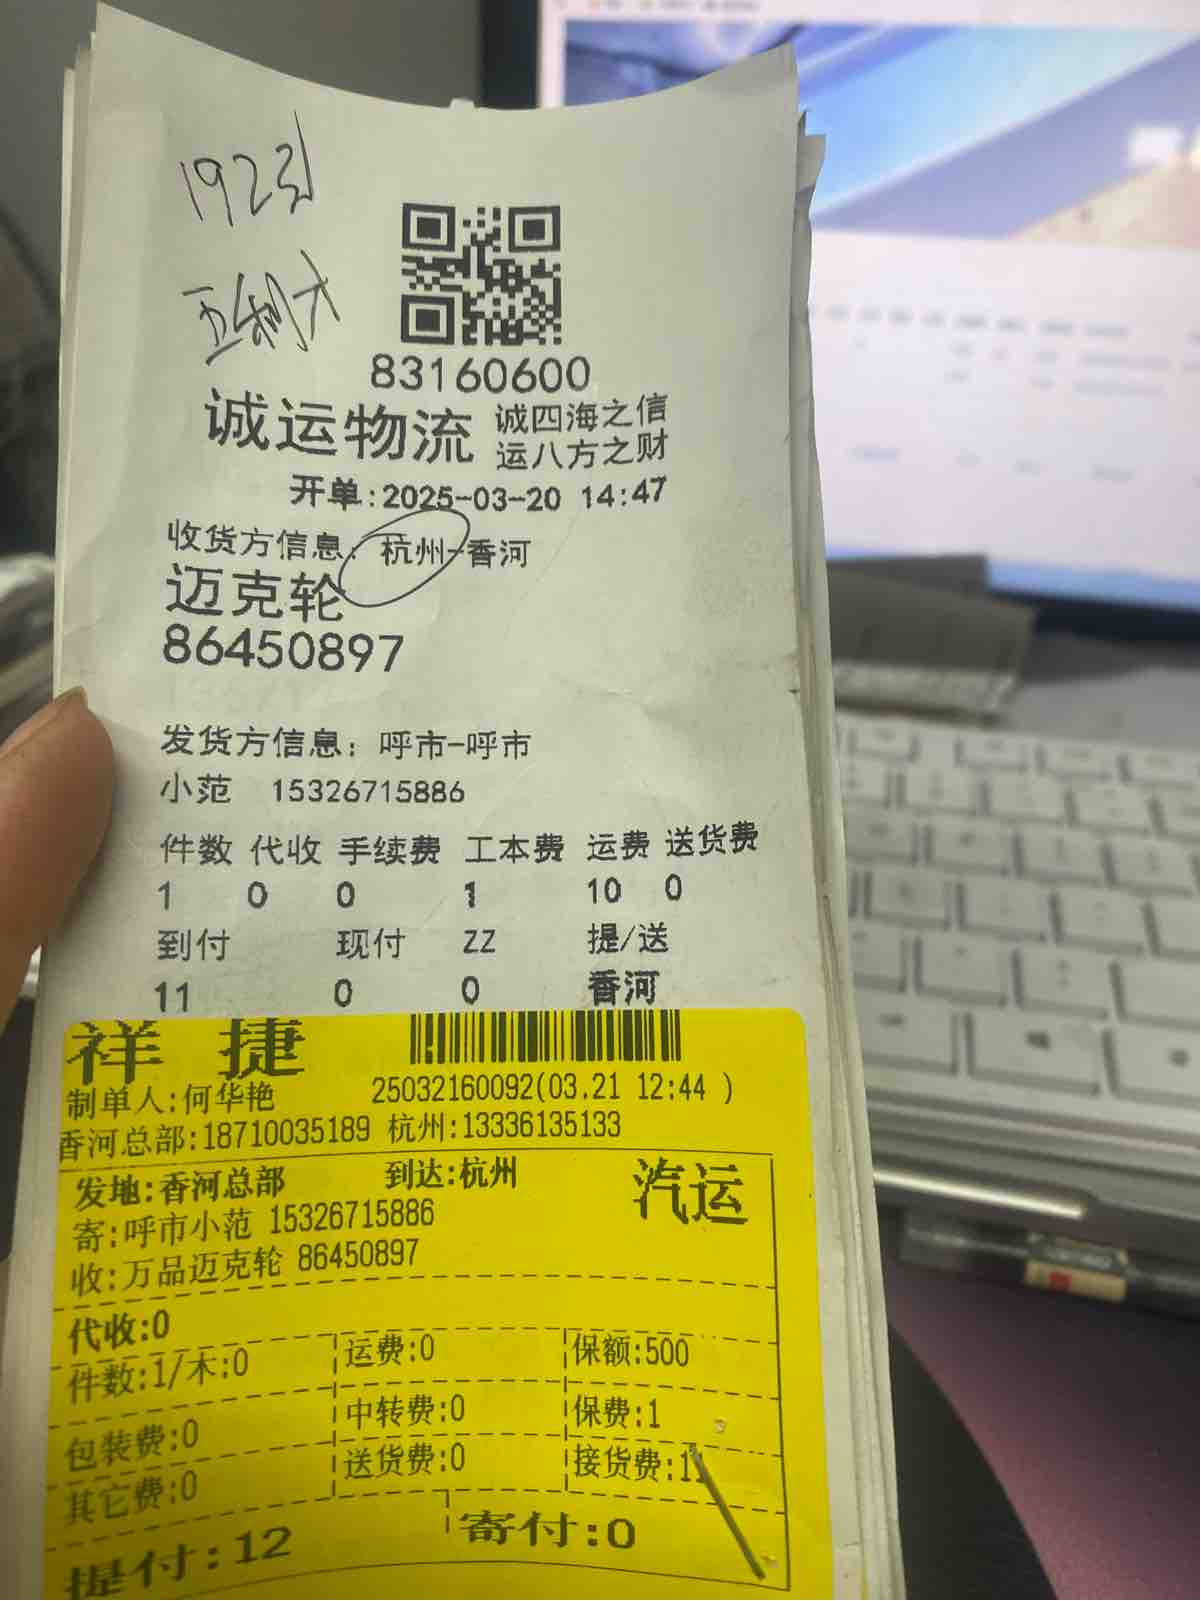 83160600
诚运物流 诚四海之信
运八方之财
开单:2025-03-20 14:47
收货方信息: 杭州-香河
迈克轮
86450897
发货方信息: 呼市-呼市
小范 15326715886
件数 代收 手续费 工本费 运费 送货费
1 0 0 1 10 0
到付 现付 ZZ 提/送
11 0 0 香河
祥 捷
制单人:何华艳 25032160092(03.21 12:44 )
香河总部:18710035189 杭州:13336135133
发地:香河总部 到达:杭州 汽运
寄:呼市小范 15326715886
收:万品迈克轮 86450897
代收:0
件数:1/木:0 运费:0 保额:500
包装费:0 中转费:0 保费:1
其它费:0 送货费:0 接货费:11
提付:12 寄付:0